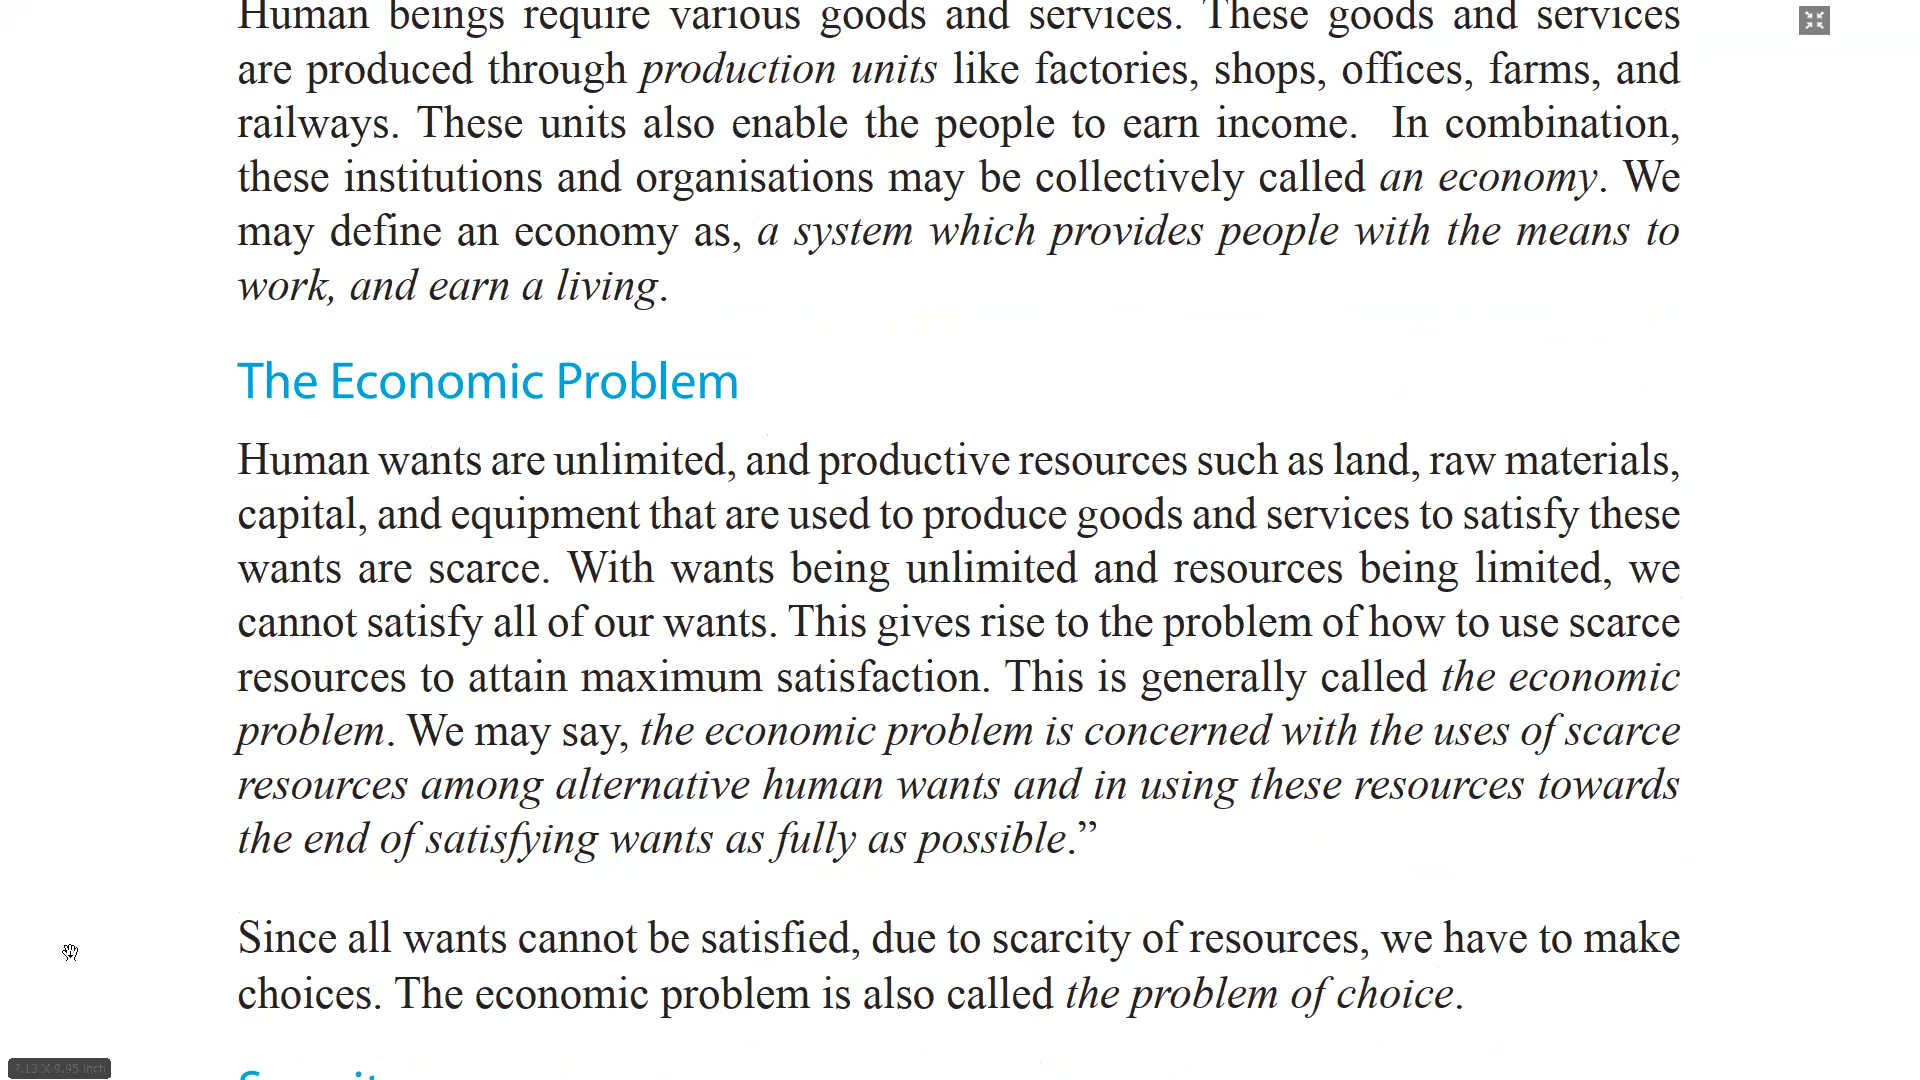 Human beings require various goods and services. These goods and services
are produced through production units like factories, shops, offices, farms, and
railways. These units also enable the people to earn income. In combination,
these institutions and organisations may be collectively called an economy. We
may define an economy as, a system which provides people with the means to
work, and earn a living.
The Economic Problem
Human wants are unlimited, and productive resources such as land, raw materials,
capital, and equipment that are used to produce goods and services to satisfy these
wants are scarce. With wants being unlimited and resources being limited, we
cannot satisfy all of our wants. This gives rise to the problem of how to use scarce
resources to attain maximum satisfaction. This is generally called the economic
problem. We may say, the economic problem is concerned with the uses of scarce
resources among alternative human wants and in using these resources towards
the end of satisfying wants as fully as possible.”
Since all wants cannot be satisfied, due to scarcity of resources, we have to make
choices. The economic problem is also called the problem of choice.
7.13 X 9.95 inch